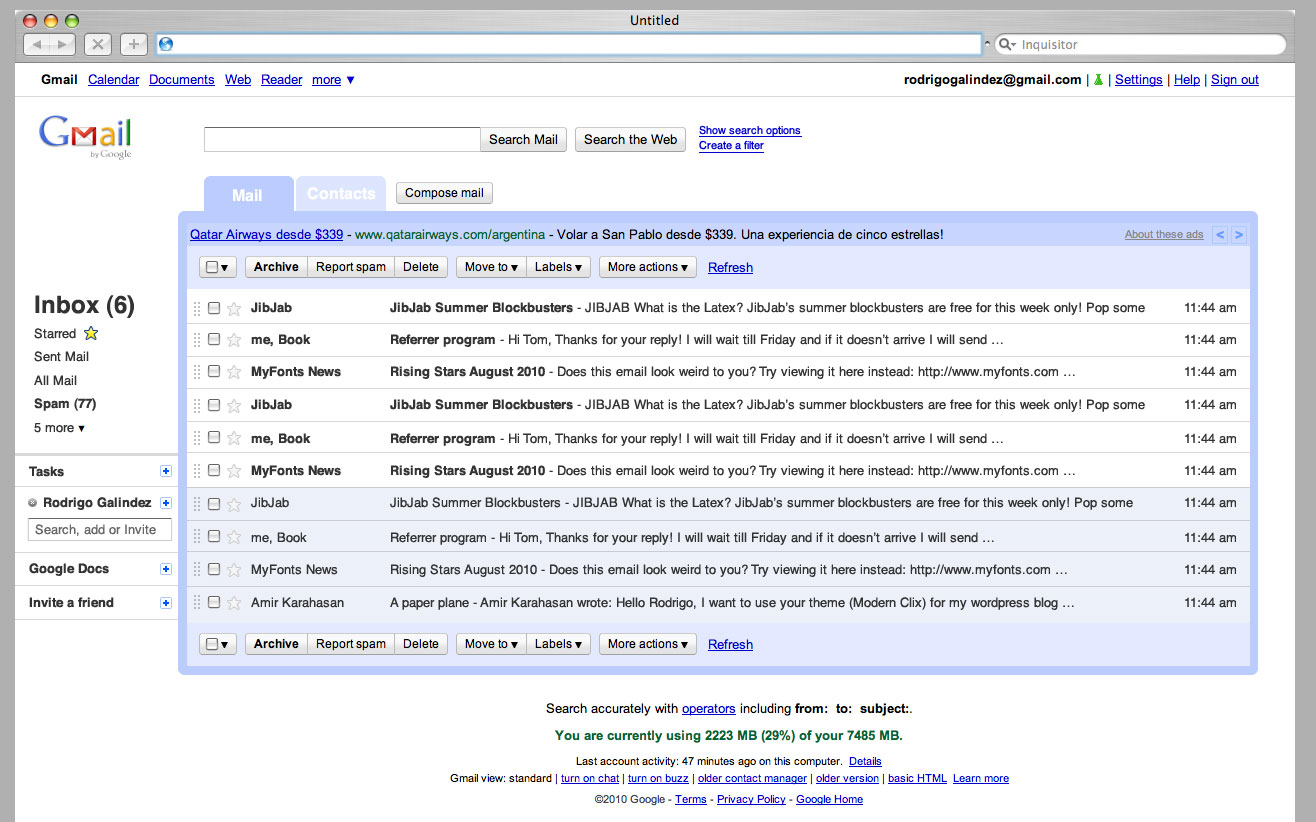 Untitled
Inquisitor
Gmail Calendar Documents Web Reader more ▼
rodrigogalindez@gmail.com | | Settings | Help | Sign out
Gmail
by Google
Search Mail Search the Web
Show search options
Create a filter
Mail Contacts Compose mail
Qatar Airways desde $339 - www.qatarairways.com/argentina - Volar a San Pablo desde $339. Una experiencia de cinco estrellas! About these ads < >
▼ Archive Report spam Delete Move to ▾ Labels ▾ More actions ▾ Refresh
Inbox (6)
Starred
Sent Mail
All Mail
Spam (77)
5 more ▾
Tasks
Rodrigo Galindez
Search, add or Invite
Google Docs
Invite a friend
JibJab JibJab Summer Blockbusters - JIBJAB What is the Latex? JibJab’s summer blockbusters are free for this week only! Pop some 11:44 am
me, Book Referrer program - Hi Tom, Thanks for your reply! I will wait till Friday and if it doesn’t arrive I will send … 11:44 am
MyFonts News Rising Stars August 2010 - Does this email look weird to you? Try viewing it here instead: http://www.myfonts.com … 11:44 am
JibJab JibJab Summer Blockbusters - JIBJAB What is the Latex? JibJab’s summer blockbusters are free for this week only! Pop some 11:44 am
me, Book Referrer program - Hi Tom, Thanks for your reply! I will wait till Friday and if it doesn’t arrive I will send … 11:44 am
MyFonts News Rising Stars August 2010 - Does this email look weird to you? Try viewing it here instead: http://www.myfonts.com … 11:44 am
JibJab JibJab Summer Blockbusters - JIBJAB What is the Latex? JibJab’s summer blockbusters are free for this week only! Pop some 11:44 am
me, Book Referrer program - Hi Tom, Thanks for your reply! I will wait till Friday and if it doesn’t arrive I will send … 11:44 am
MyFonts News Rising Stars August 2010 - Does this email look weird to you? Try viewing it here instead: http://www.myfonts.com … 11:44 am
Amir Karahasan A paper plane - Amir Karahasan wrote: Hello Rodrigo, I want to use your theme (Modern Clix) for my wordpress blog … 11:44 am
▼ Archive Report spam Delete Move to ▾ Labels ▾ More actions ▾ Refresh
Search accurately with operators including from: to: subject:.
You are currently using 2223 MB (29%) of your 7485 MB.
Last account activity: 47 minutes ago on this computer. Details
Gmail view: standard | turn on chat | turn on buzz | older contact manager | older version | basic HTML Learn more
©2010 Google - Terms - Privacy Policy - Google Home